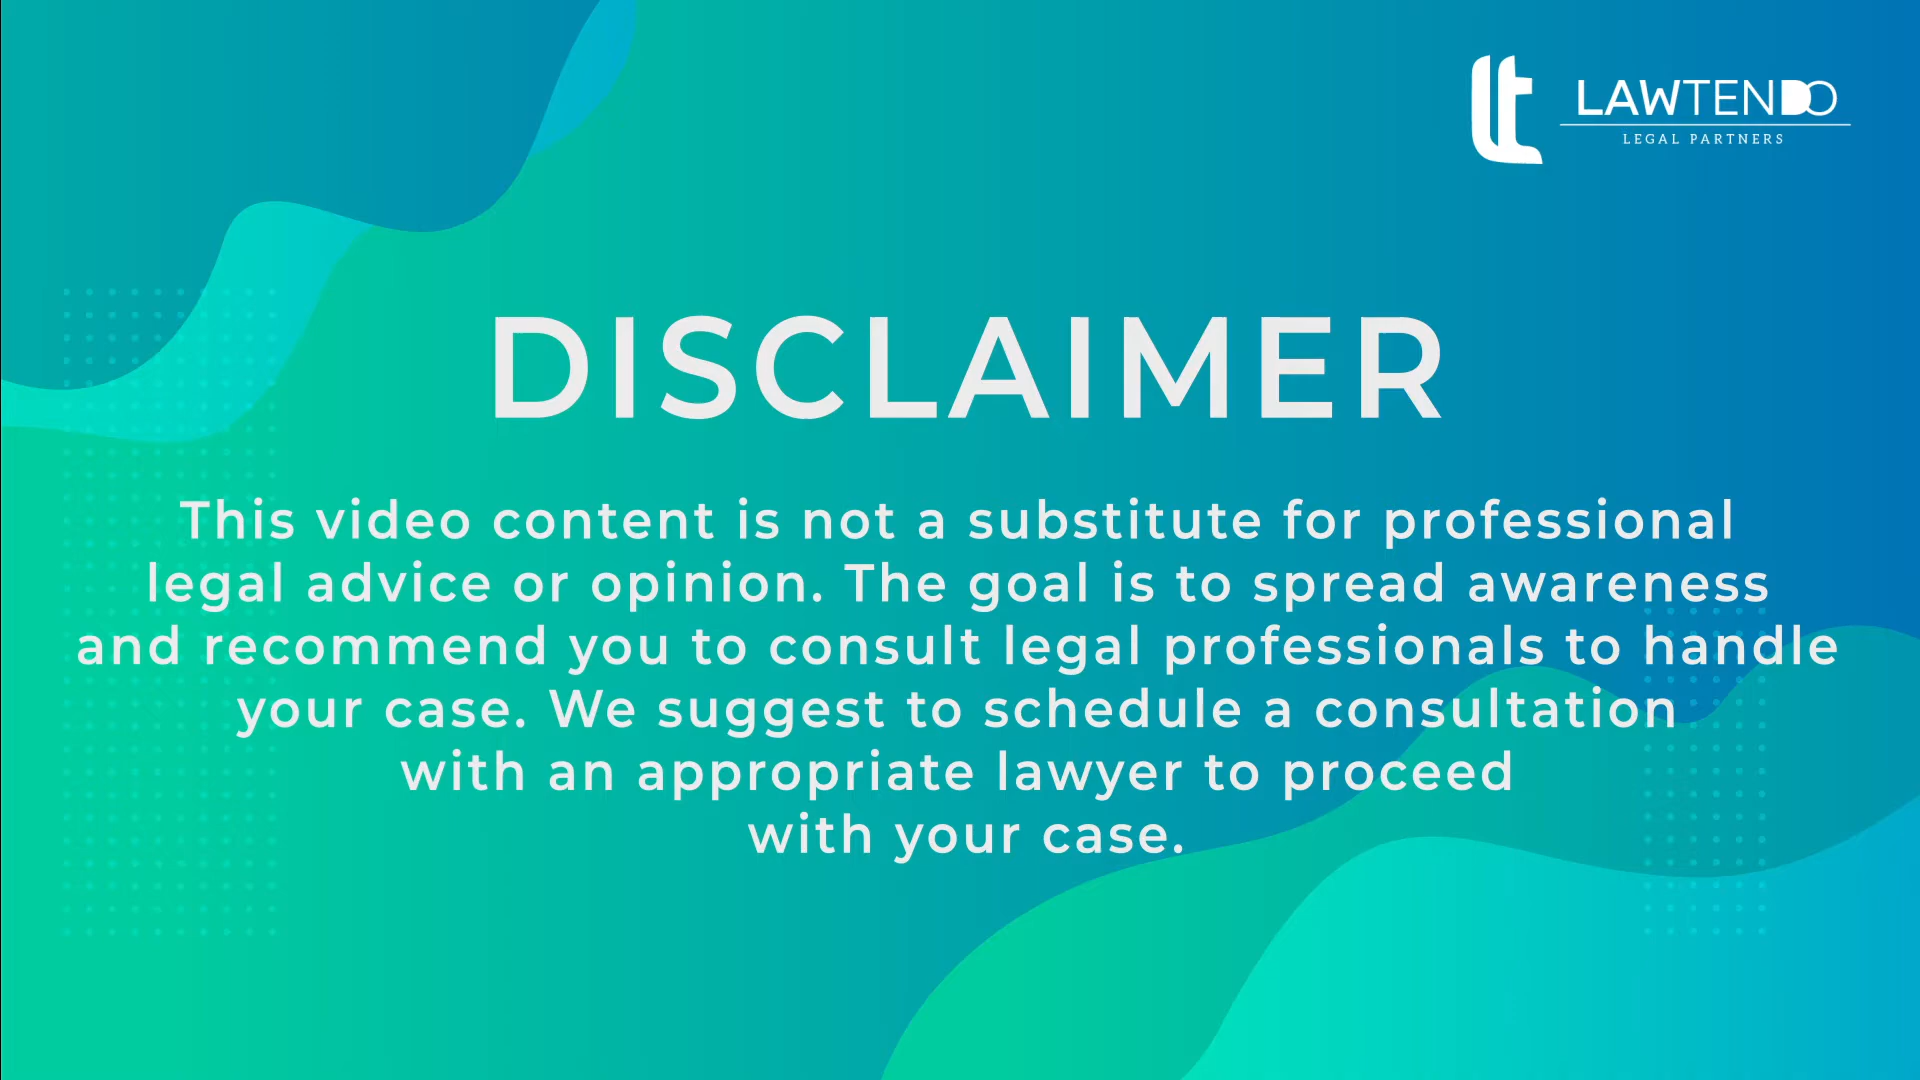 LAWTENDO
LEGAL PARTNERS
DISCLAIMER
This video content is not a substitute for professional
legal advice or opinion. The goal is to spread awareness
and recommend you to consult legal professionals to handle
your case. We suggest to schedule a consultation
with an appropriate lawyer to proceed
with your case.